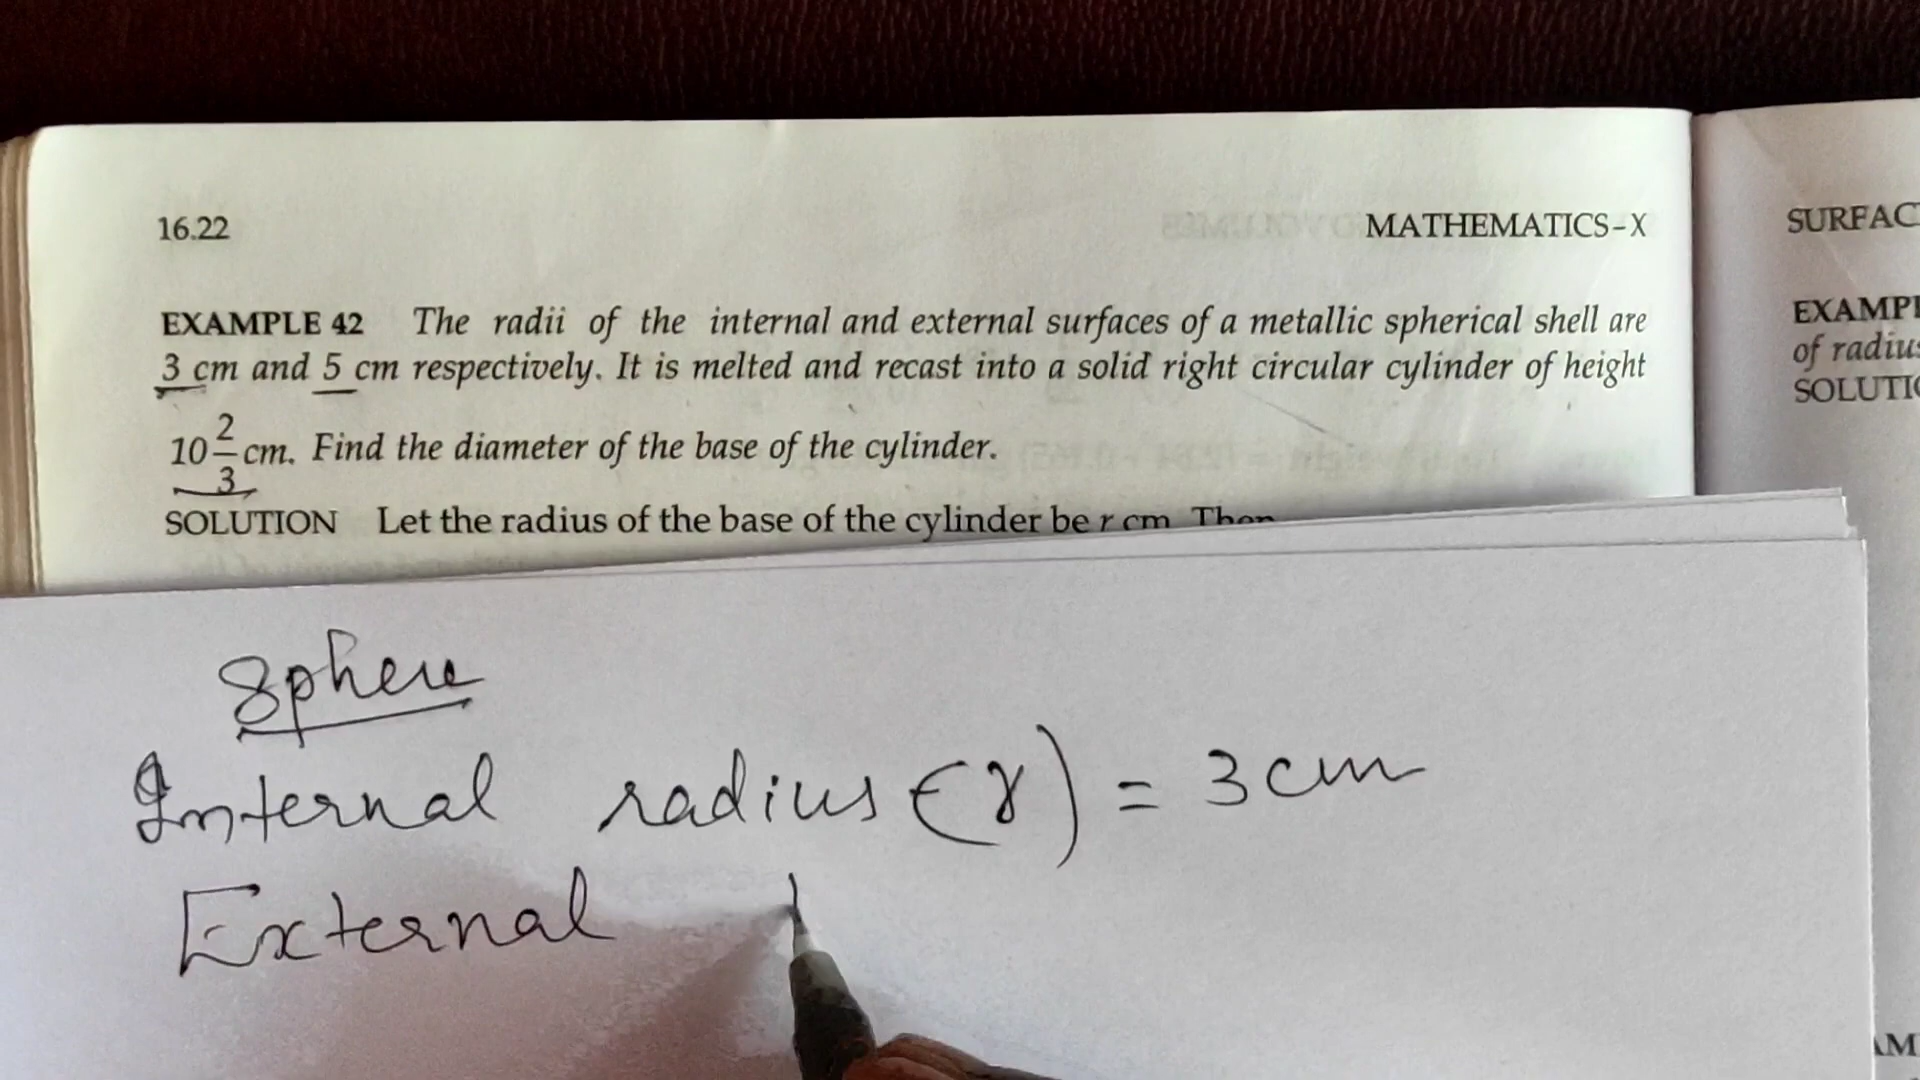 16.22 MATHEMATICS-X
EXAMPLE 42 The radii of the internal and external surfaces of a metallic spherical shell are
3 cm and 5 cm respectively. It is melted and recast into a solid right circular cylinder of height
10 2/3 cm. Find the diameter of the base of the cylinder.
SOLUTION Let the radius of the base of the cylinder be r cm. Then
Sphere
Internal radius (r) = 3 cm
External
SURFAC
EXAMPL
of radius
SOLUTIO